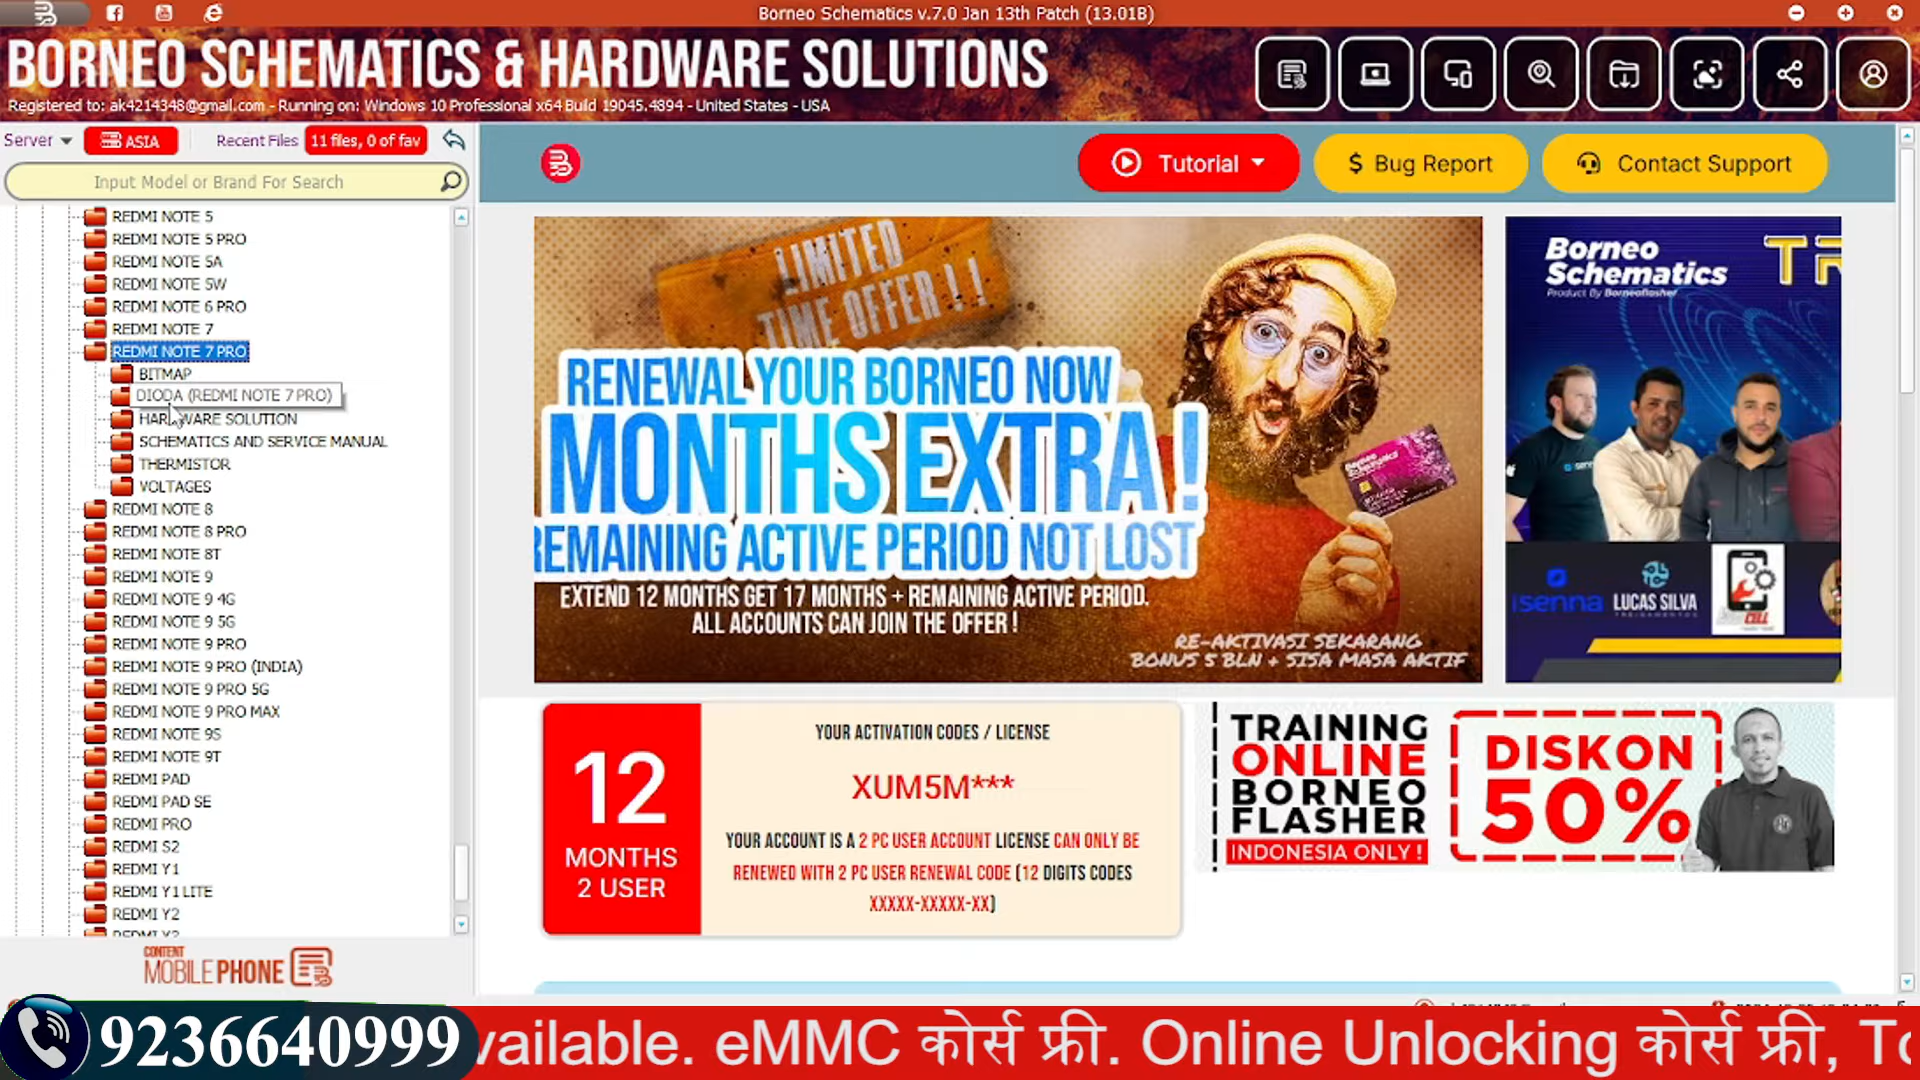 Borneo Schematics v.7.0 Jan 13th Patch (13.01B)
BORNEO SCHEMATICS & HARDWARE SOLUTIONS
Registered to: ak4214348@gmail.com - Running on: Windows 10 Professional x64 Build 19045.4894 - United States - USA
Server
ASIA
Recent Files
11 files, 0 of fav
Input Model or Brand For Search
Tutorial
$ Bug Report
Contact Support
REDMI NOTE 5
REDMI NOTE 5 PRO
REDMI NOTE 5A
REDMI NOTE 5W
REDMI NOTE 6 PRO
REDMI NOTE 7
REDMI NOTE 7 PRO
BITMAP
DIODA (REDMI NOTE 7 PRO)
HARDWARE SOLUTION
SCHEMATICS AND SERVICE MANUAL
THERMISTOR
VOLTAGES
REDMI NOTE 8
REDMI NOTE 8 PRO
REDMI NOTE 8T
REDMI NOTE 9
REDMI NOTE 9 4G
REDMI NOTE 9 5G
REDMI NOTE 9 PRO
REDMI NOTE 9 PRO (INDIA)
REDMI NOTE 9 PRO 5G
REDMI NOTE 9 PRO MAX
REDMI NOTE 9S
REDMI NOTE 9T
REDMI PAD
REDMI PAD SE
REDMI PRO
REDMI S2
REDMI Y1
REDMI Y1 LITE
REDMI Y2
CONTENT
MOBILEPHONE
LIMITED
TIME OFFER ! !
RENEWAL YOUR BORNEO NOW
MONTHS EXTRA !
REMAINING ACTIVE PERIOD NOT LOST
EXTEND 12 MONTHS GET 17 MONTHS + REMAINING ACTIVE PERIOD.
ALL ACCOUNTS CAN JOIN THE OFFER !
RE-AKTIVASI SEKARANG
BONUS 5 BLN + SISA MASA AKTIF
Borneo
Schematics
Product By Borneoflasher
TR
senna
LUCAS SILVA
12
MONTHS
2 USER
YOUR ACTIVATION CODES / LICENSE
XUM5M***
YOUR ACCOUNT IS A 2 PC USER ACCOUNT LICENSE CAN ONLY BE
RENEWED WITH 2 PC USER RENEWAL CODE (12 DIGITS CODES
XXXXX-XXXXX-XX)
TRAINING
ONLINE
BORNEO
FLASHER
INDONESIA ONLY !
DISKON
50%
9236640999
vailable. eMMC कोर्स फ्री. Online Unlocking कोर्स फ्री, To